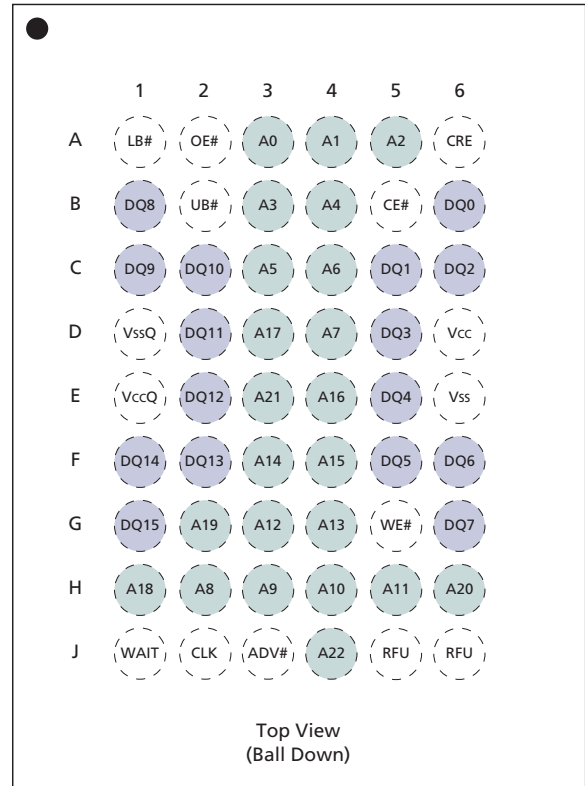 1 2 3 4 5 6
A LB# OE# A0 A1 A2 CRE
B DQ8 UB# A3 A4 CE# DQ0
C DQ9 DQ10 A5 A6 DQ1 DQ2
D VssQ DQ11 A17 A7 DQ3 Vcc
E VccQ DQ12 A21 A16 DQ4 Vss
F DQ14 DQ13 A14 A15 DQ5 DQ6
G DQ15 A19 A12 A13 WE# DQ7
H A18 A8 A9 A10 A11 A20
J WAIT CLK ADV# A22 RFU RFU
Top View
(Ball Down)